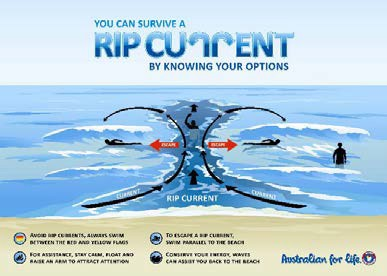 YOU CAN SURVIVE A
RIP CURRENT
BY KNOWING YOUR OPTIONS
ESCAPE
ESCAPE
CURRENT
RIP CURRENT
CURRENT
AVOID RIP CURRENTS, ALWAYS SWIM
BETWEEN THE RED AND YELLOW FLAGS
FOR ASSISTANCE, STAY CALM, FLOAT AND
RAISE AN ARM TO ATTRACT ATTENTION
TO ESCAPE A RIP CURRENT,
SWIM PARALLEL TO THE BEACH
CONSERVE YOUR ENERGY, WAVES
CAN ASSIST YOU BACK TO THE BEACH
Australian for life.